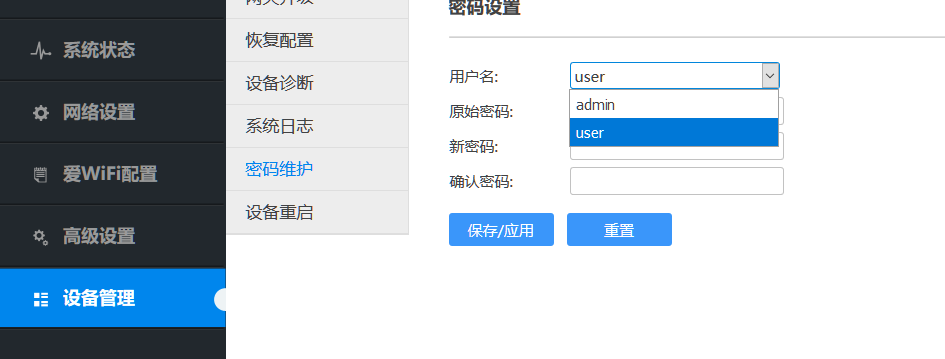 系统状态
网络设置
爱WiFi配置
高级设置
设备管理
恢复配置
设备诊断
系统日志
密码维护
设备重启
密码设置
用户名: user
admin
user
原始密码:
新密码:
确认密码:
保存/应用 重置